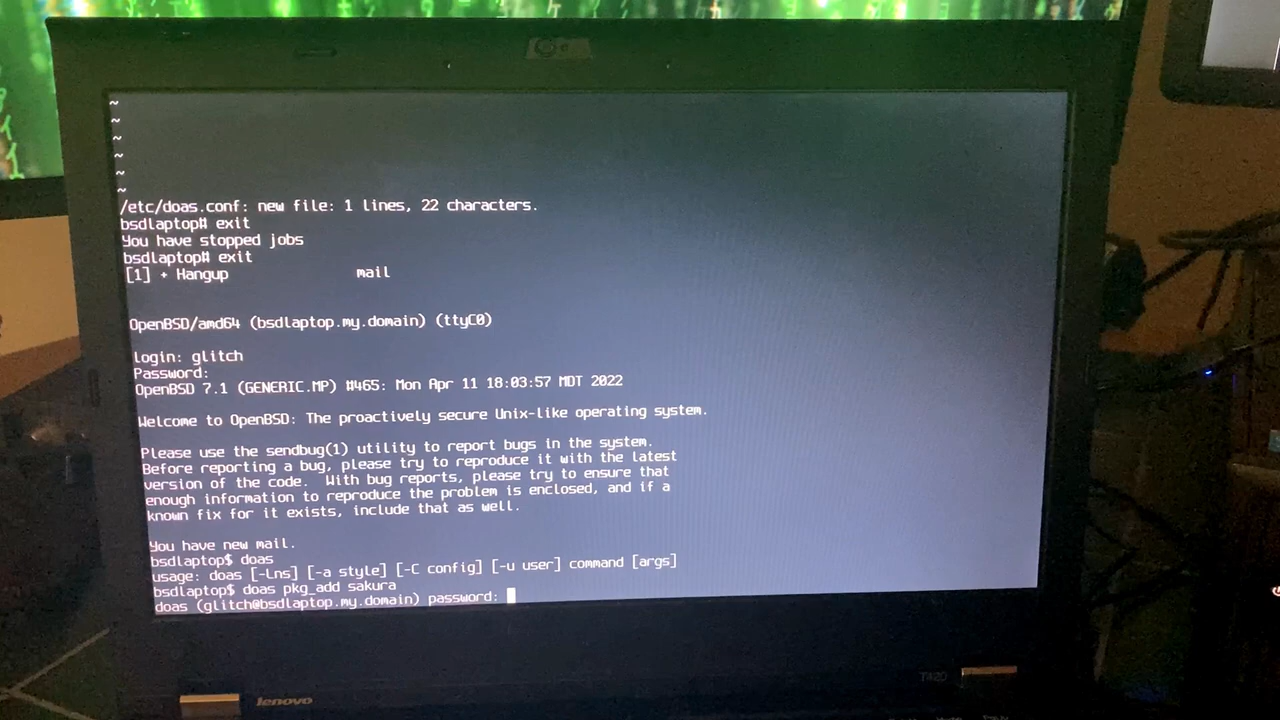 ~
~
~
~
~
~
/etc/doas.conf: new file: 1 lines, 22 characters.
bsdlaptop# exit
You have stopped jobs
bsdlaptop# exit
[1] + Hangup                 mail
OpenBSD/amd64 (bsdlaptop.my.domain) (ttyC0)
login: glitch
Password:
OpenBSD 7.1 (GENERIC.MP) #465: Mon Apr 11 18:03:57 MDT 2022
Welcome to OpenBSD: The proactively secure Unix-like operating system.
Please use the sendbug(1) utility to report bugs in the system.
Before reporting a bug, please try to reproduce it with the latest
version of the code.  With bug reports, please try to ensure that
enough information to reproduce the problem is enclosed, and if a
known fix for it exists, include that as well.
You have new mail.
bsdlaptop$ doas
usage: doas [-Lns] [-a style] [-C config] [-u user] command [args]
bsdlaptop$ doas pkg_add sakura
doas (glitch@bsdlaptop.my.domain) password:
T420
lenovo